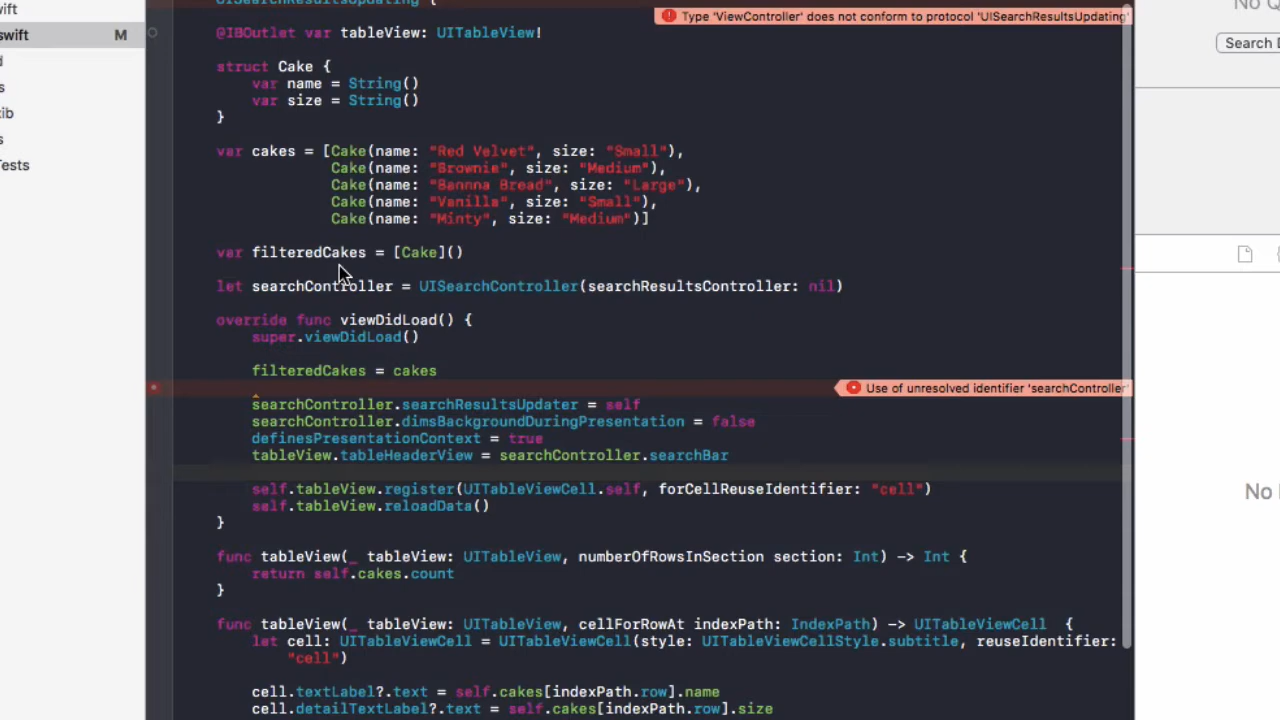 ift
UISearchResultsUpdating {
Type 'ViewController' does not conform to protocol 'UISearchResultsUpdating'
swift
M
@IBOutlet var tableView: UITableView!
No Q
Search D
struct Cake {
var name = String()
var size = String()
}
ib
ests
var cakes = [Cake(name: "Red Velvet", size: "Small"),
Cake(name: "Brownie", size: "Medium"),
Cake(name: "Bannna Bread", size: "Large"),
Cake(name: "Vanilla", size: "Small"),
Cake(name: "Minty", size: "Medium")]
var filteredCakes = [Cake]()
let searchController = UISearchController(searchResultsController: nil)
override func viewDidLoad() {
super.viewDidLoad()
filteredCakes = cakes
Use of unresolved identifier 'searchController'
searchController.searchResultsUpdater = self
searchController.dimsBackgroundDuringPresentation = false
definesPresentationContext = true
tableView.tableHeaderView = searchController.searchBar
self.tableView.register(UITableViewCell.self, forCellReuseIdentifier: "cell")
No
self.tableView.reloadData()
}
func tableView(_ tableView: UITableView, numberOfRowsInSection section: Int) -> Int {
return self.cakes.count
}
func tableView(_ tableView: UITableView, cellForRowAt indexPath: IndexPath) -> UITableViewCell {
let cell: UITableViewCell = UITableViewCell(style: UITableViewCellStyle.subtitle, reuseIdentifier:
"cell")
cell.textLabel?.text = self.cakes[indexPath.row].name
cell.detailTextLabel?.text = self.cakes[indexPath.row].size